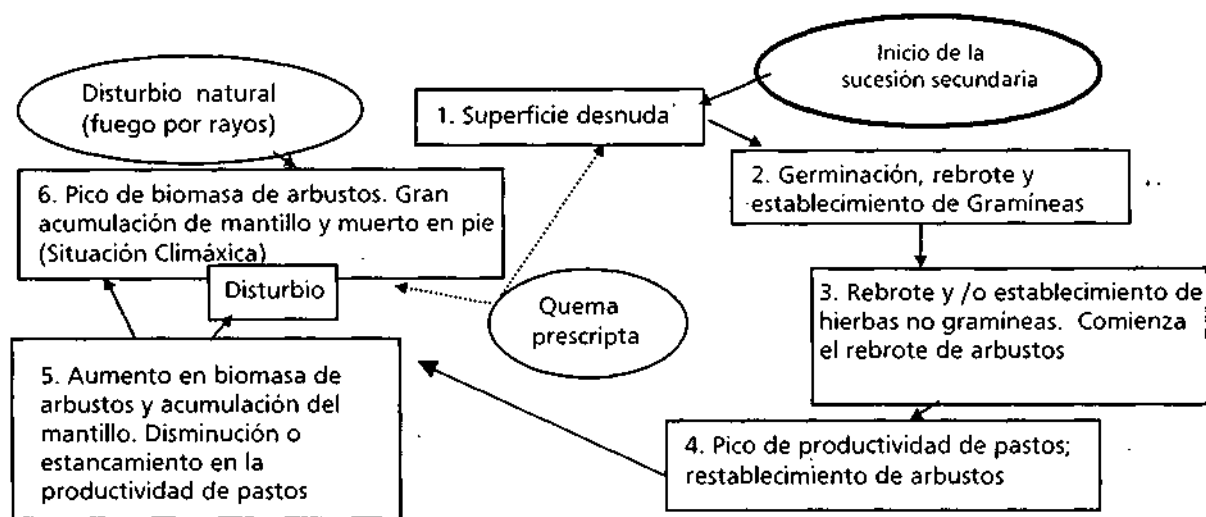 Inicio de la
sucesión secundaria
Disturbio natural
(fuego por rayos)
1. Superficie desnuda
2. Germinación, rebrote y
establecimiento de Gramíneas
6. Pico de biomasa de arbustos. Gran
acumulación de mantillo y muerto en pie
(Situación Climáxica)
Disturbio
Quema
prescripta
3. Rebrote y /o establecimiento de
hierbas no gramíneas. Comienza
el rebrote de arbustos
5. Aumento en biomasa de
arbustos y acumulación del
mantillo. Disminución o
estancamiento en la
productividad de pastos
4. Pico de productividad de pastos;
restablecimiento de arbustos